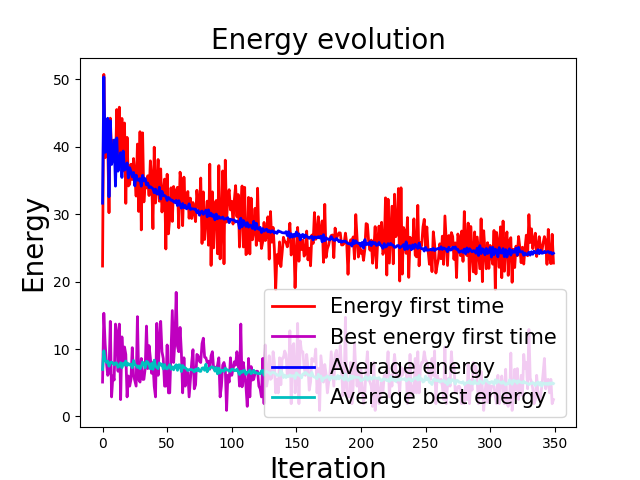 Energy evolution
Energy
50
40
30
20
10
0
Energy first time
Best energy first time
Average energy
Average best energy
0 50 100 150 200 250 300 350
Iteration